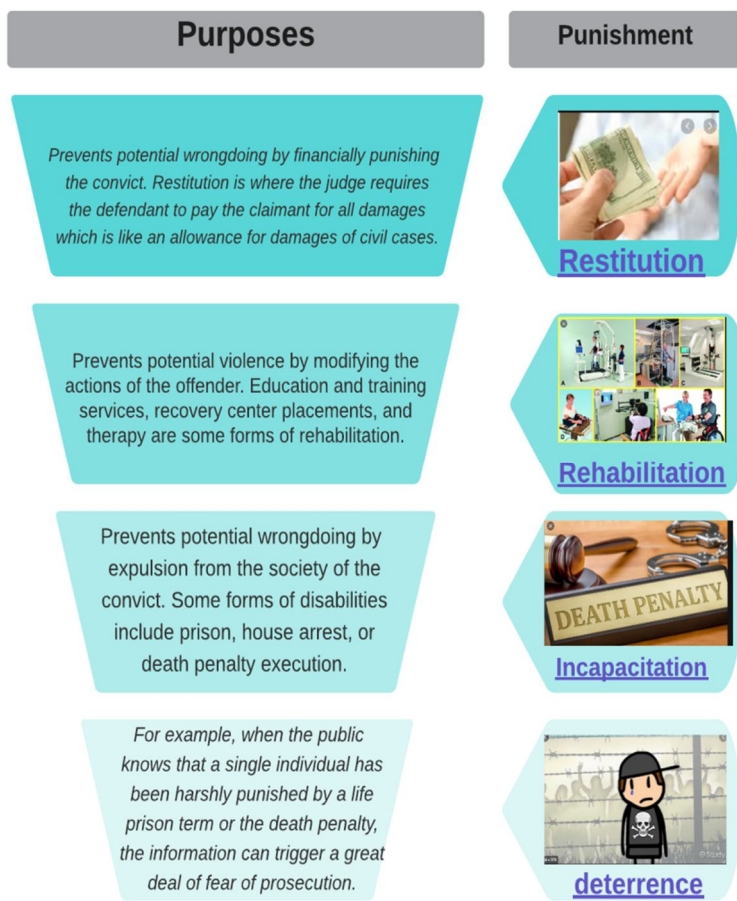 Purposes
Punishment
Prevents potential wrongdoing by financially punishing
the convict. Restitution is where the judge requires
the defendant to pay the claimant for all damages
which is like an allowance for damages of civil cases.
Restitution
Prevents potential violence by modifying the
actions of the offender. Education and training
services, recovery center placements, and
therapy are some forms of rehabilitation.
A
B
C
D
Rehabilitation
Prevents potential wrongdoing by
expulsion from the society of the
convict. Some forms of disabilities
include prison, house arrest, or
death penalty execution.
DEATH PENALTY
Incapacitation
For example, when the public
knows that a single individual has
been harshly punished by a life
prison term or the death penalty,
the information can trigger a great
deal of fear of prosecution.
© Study
deterrence